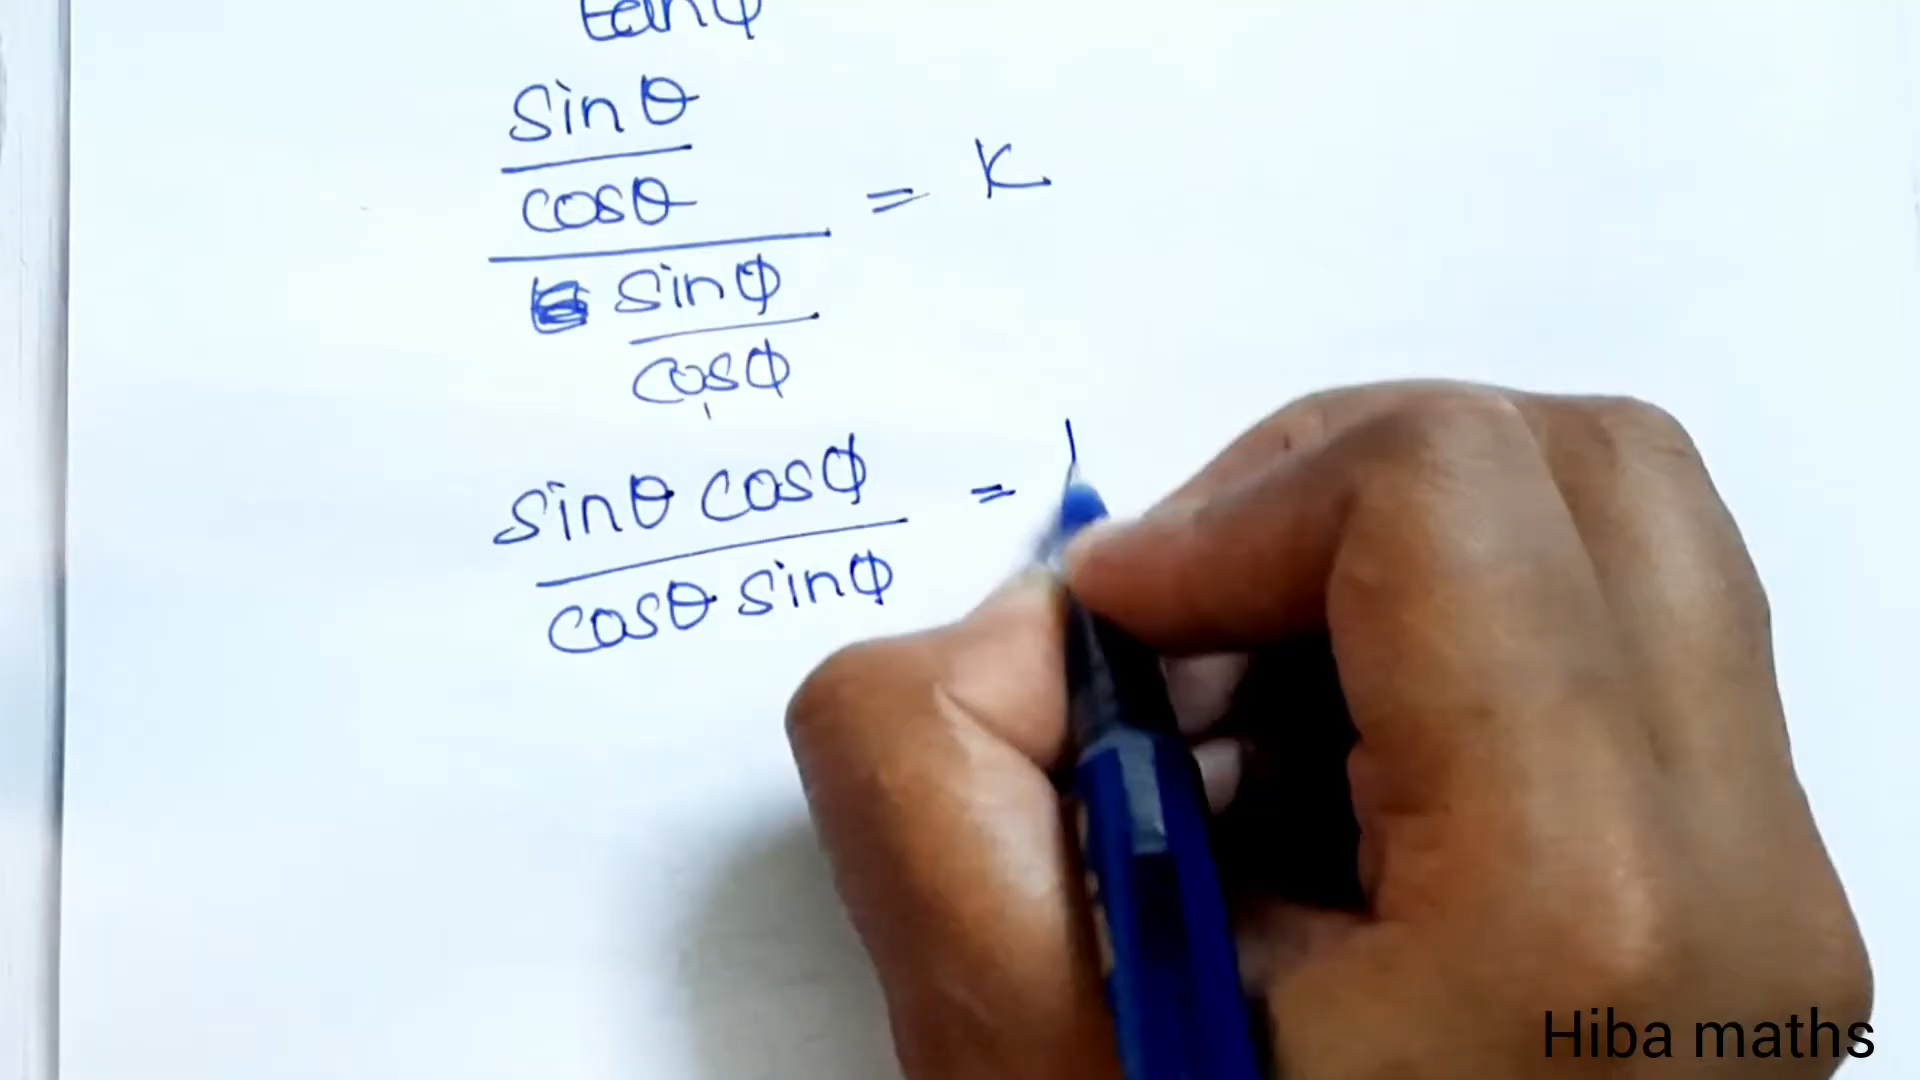 tanφ
sinθ
cosθ
= K
sinφ
cosφ
sinθ cosφ
=
cosθ sinφ
Hiba maths